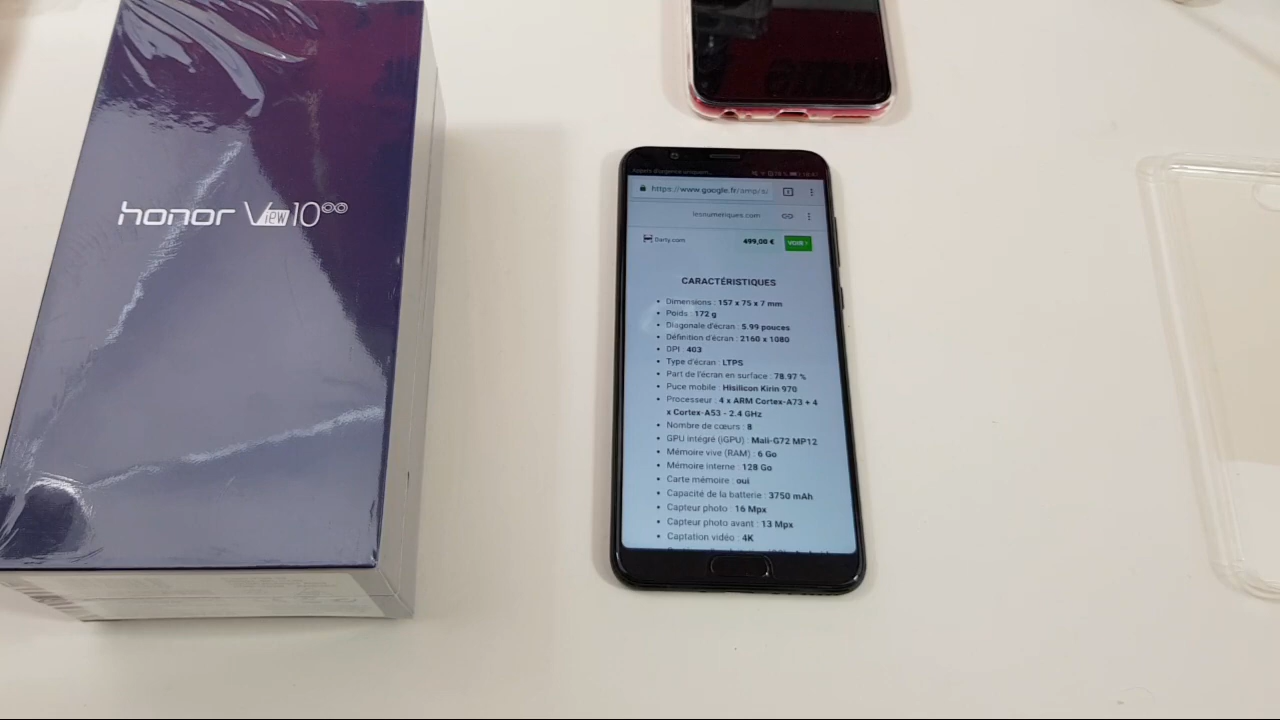 honor View 10
Appels d'urgence uniquem...
https://www.google.fr/amp/s/
lesnumeriques.com
Darty.com 499,00 € VOIR
CARACTÉRISTIQUES
• Dimensions : 157 x 75 x 7 mm
• Poids : 172 g
• Diagonale d'écran : 5.99 pouces
• Définition d'écran : 2160 x 1080
• DPI : 403
• Type d'écran : LTPS
• Part de l'écran en surface : 78.97 %
• Puce mobile : Hisilicon Kirin 970
• Processeur : 4 x ARM Cortex-A73 + 4
x Cortex-A53 - 2.4 GHz
• Nombre de cœurs : 8
• GPU intégré (iGPU) : Mali-G72 MP12
• Mémoire vive (RAM) : 6 Go
• Mémoire interne : 128 Go
• Carte mémoire : oui
• Capacité de la batterie : 3750 mAh
• Capteur photo : 16 Mpx
• Capteur photo avant : 13 Mpx
• Captation vidéo : 4K